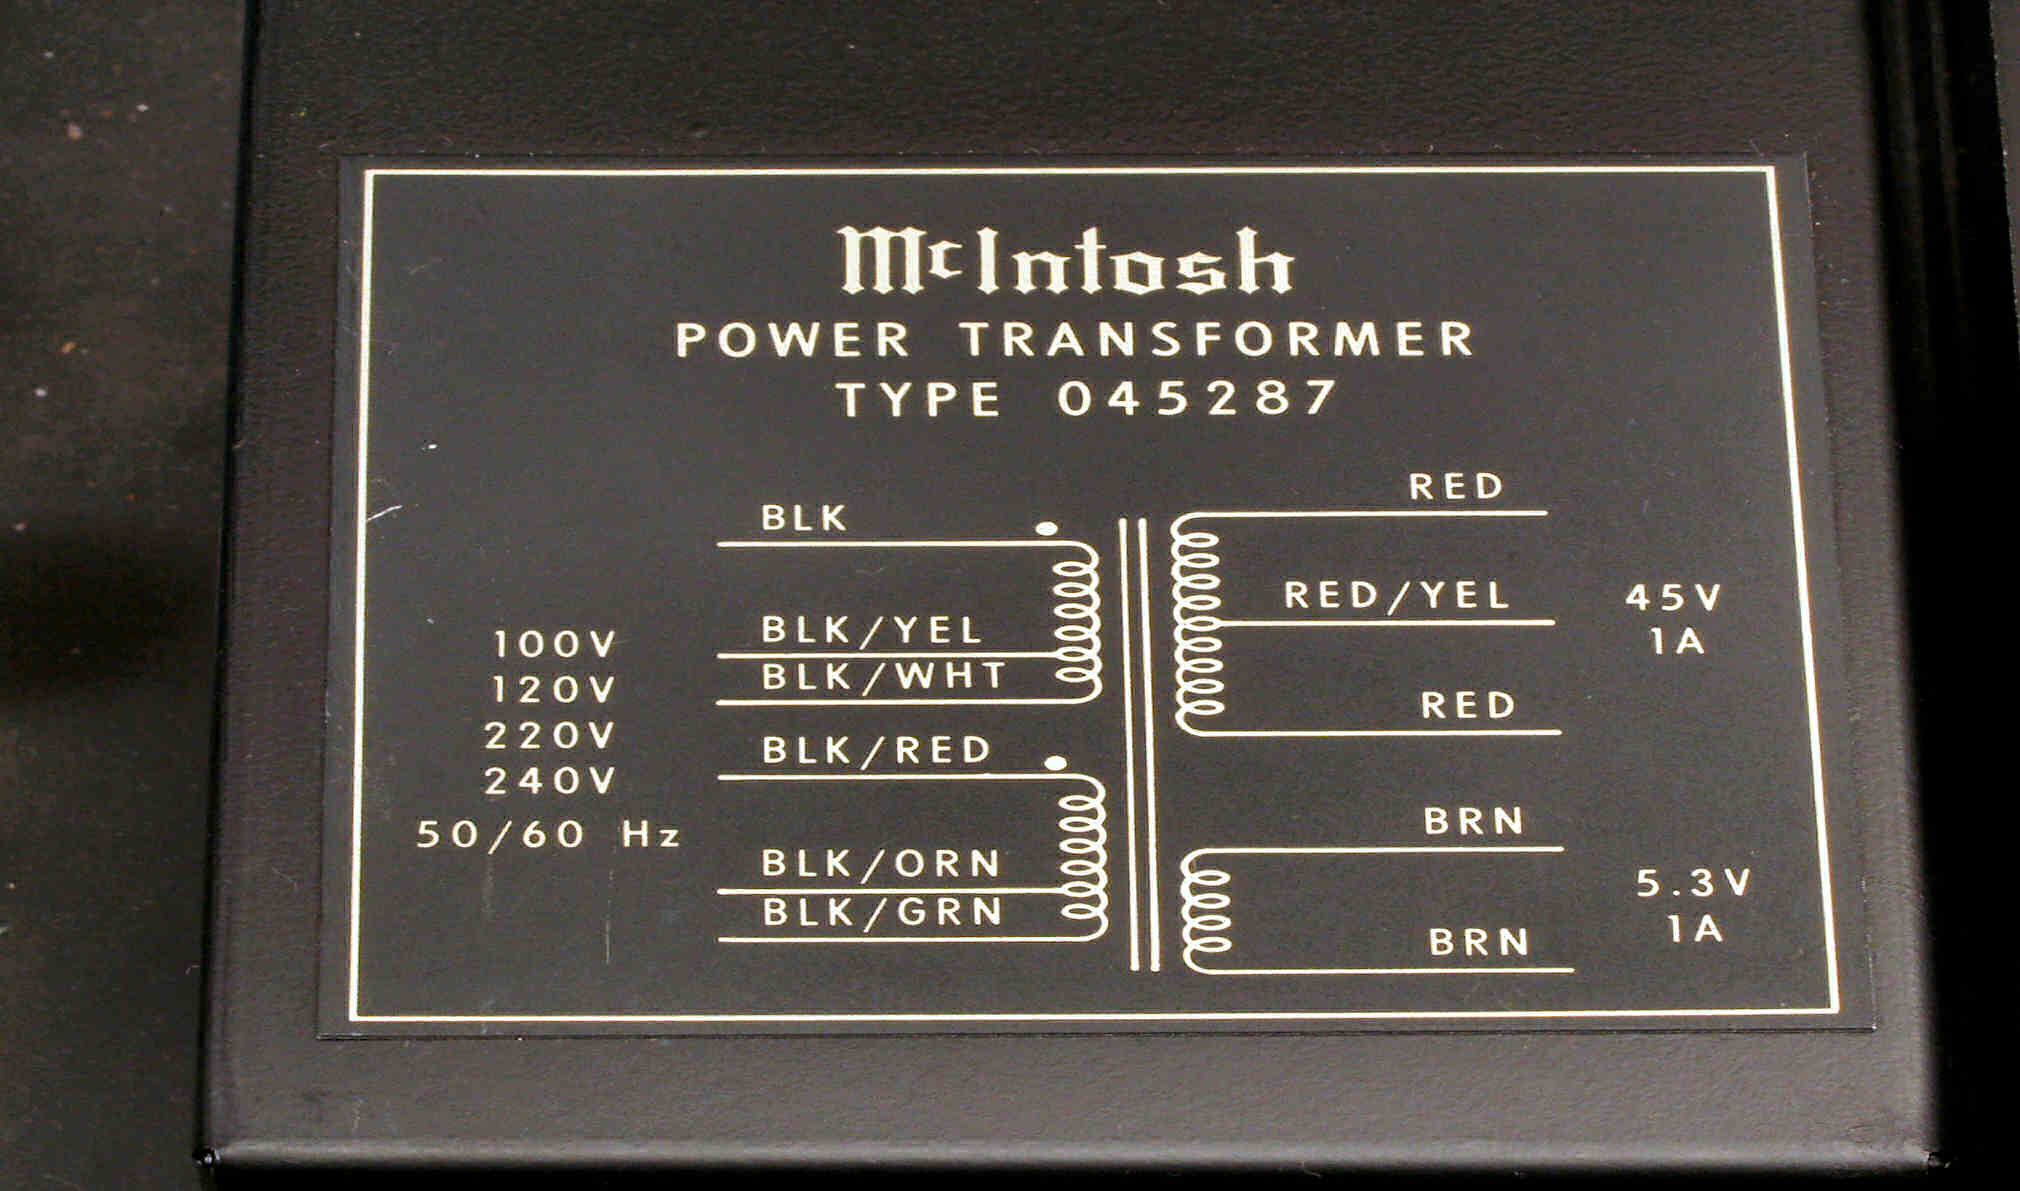 McIntosh
POWER TRANSFORMER
TYPE 045287
BLK
BLK/YEL
BLK/WHT
BLK/RED
BLK/ORN
BLK/GRN
100V
120V
220V
240V
50/60 Hz
RED
RED/YEL
RED
45V
1A
BRN
BRN
5.3V
1A